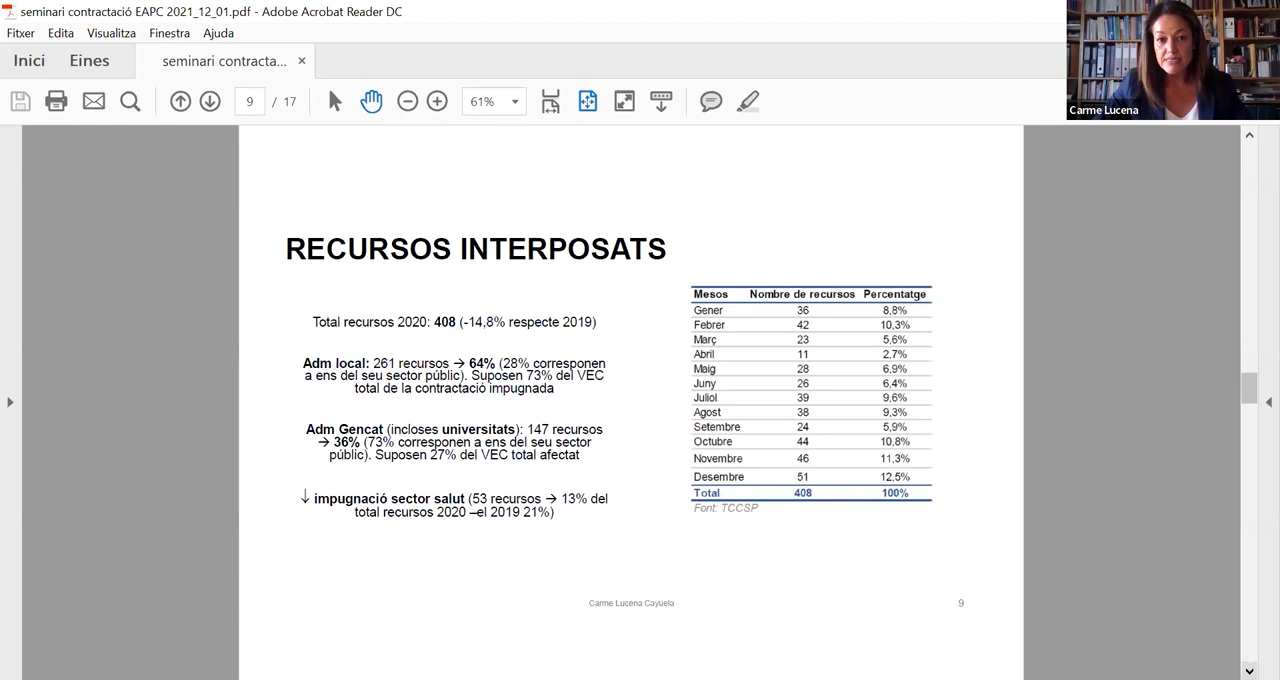 seminari contractació EAPC 2021_12_01.pdf - Adobe Acrobat Reader DC
Fitxer Edita Visualitza Finestra Ajuda
Inici Eines seminari contracta... ×
9 / 17 61%
Carme Lucena
RECURSOS INTERPOSATS
Total recursos 2020: 408 (-14,8% respecte 2019)
Adm local: 261 recursos → 64% (28% corresponen
a ens del seu sector públic). Suposen 73% del VEC
total de la contractació impugnada
Adm Gencat (incloses universitats): 147 recursos
→ 36% (73% corresponen a ens del seu sector
públic). Suposen 27% del VEC total afectat
↓ impugnació sector salut (53 recursos → 13% del
total recursos 2020 –el 2019 21%)
Mesos Nombre de recursos Percentatge
Gener 36 8,8%
Febrer 42 10,3%
Març 23 5,6%
Abril 11 2,7%
Maig 28 6,9%
Juny 26 6,4%
Juliol 39 9,6%
Agost 38 9,3%
Setembre 24 5,9%
Octubre 44 10,8%
Novembre 46 11,3%
Desembre 51 12,5%
Total 408 100%
Font: TCCSP
Carme Lucena Cayuela 9